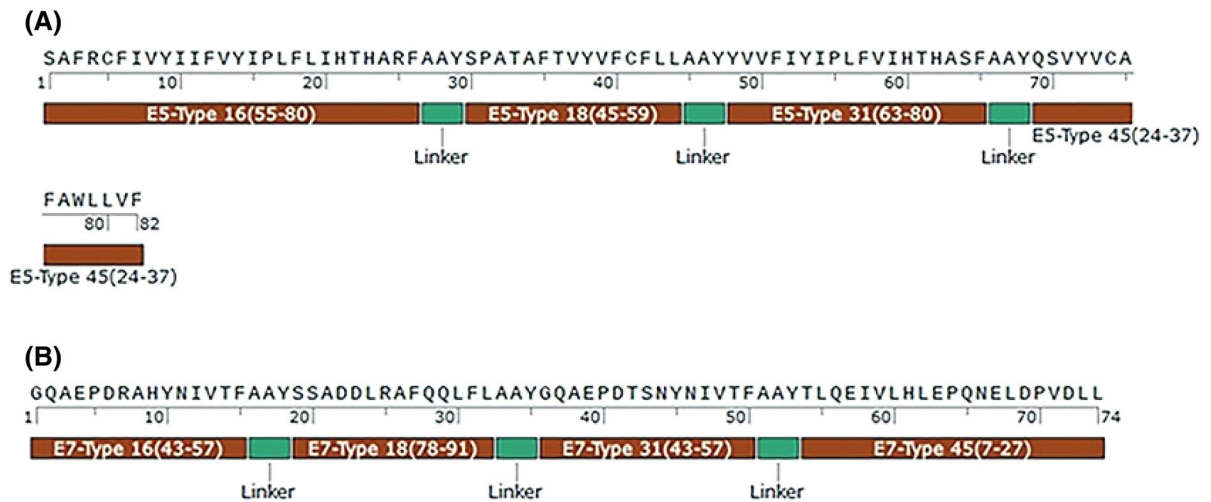 (A)
SAFRCFIVYIIFVYIPLFLIHTHARFAAYSPATAFTVYVFCFLLAAYYVVFIYIPLFVIHTHASFAAYQSVYVCA
1 10 20 30 40 50 60 70
E5-Type 16(55-80) E5-Type 18(45-59) E5-Type 31(63-80)
E5-Type 45(24-37)
Linker Linker Linker
FAWLLVF
80 82
E5-Type 45(24-37)
(B)
GQAEPDRAHYNIVTFAAYSSADDLRAFQQLFLAAYGQAEPDTSNYNIVTFAAYTLQEIVLHLEPQNELDPVDLL
1 10 20 30 40 50 60 70 74
E7-Type 16(43-57) E7-Type 18(78-91) E7-Type 31(43-57) E7-Type 45(7-27)
Linker Linker Linker